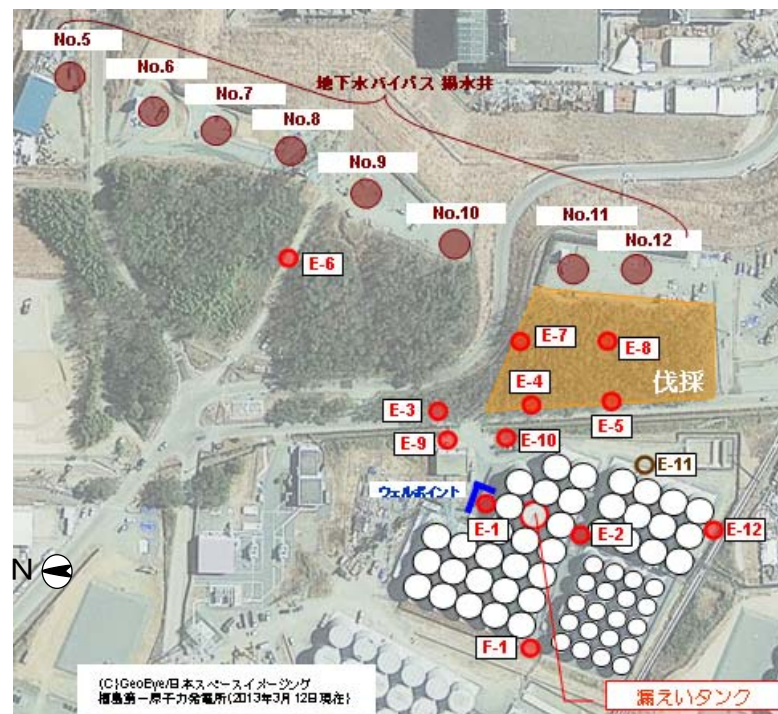 No.5
No.6
No.7
No.8
地下水バイパス 揚水井
No.9
No.10
No.11
No.12
E-6
E-7
E-8
伐採
E-4
E-5
E-3
E-9
E-10
E-11
ウェルポイント
E-1
E-2
E-12
N
F-1
(C)GeoEye/日本スペースイメージング
福島第一原子力発電所(2013年3月12日現在)
漏えいタンク